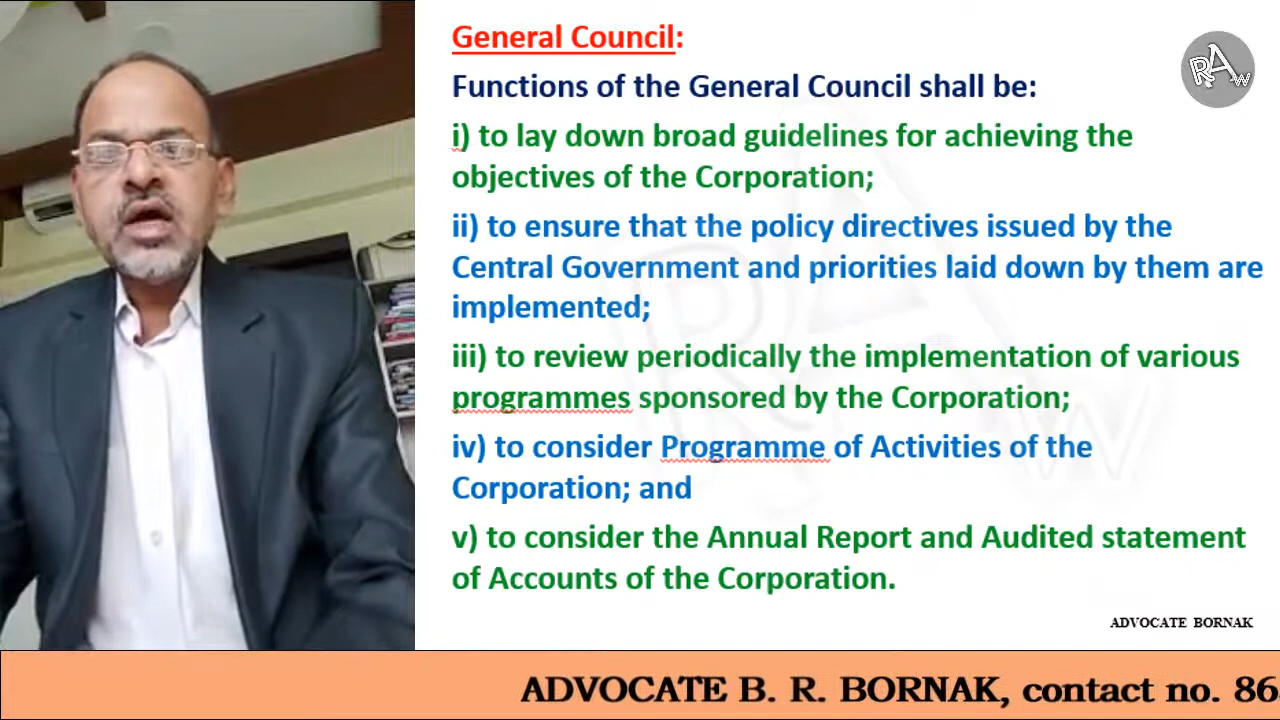 General Council:
Functions of the General Council shall be:
i) to lay down broad guidelines for achieving the
objectives of the Corporation;
ii) to ensure that the policy directives issued by the
Central Government and priorities laid down by them are
implemented;
iii) to review periodically the implementation of various
programmes sponsored by the Corporation;
iv) to consider Programme of Activities of the
Corporation; and
v) to consider the Annual Report and Audited statement
of Accounts of the Corporation.
ADVOCATE BORNAK
ADVOCATE B. R. BORNAK, contact no. 86
RAW